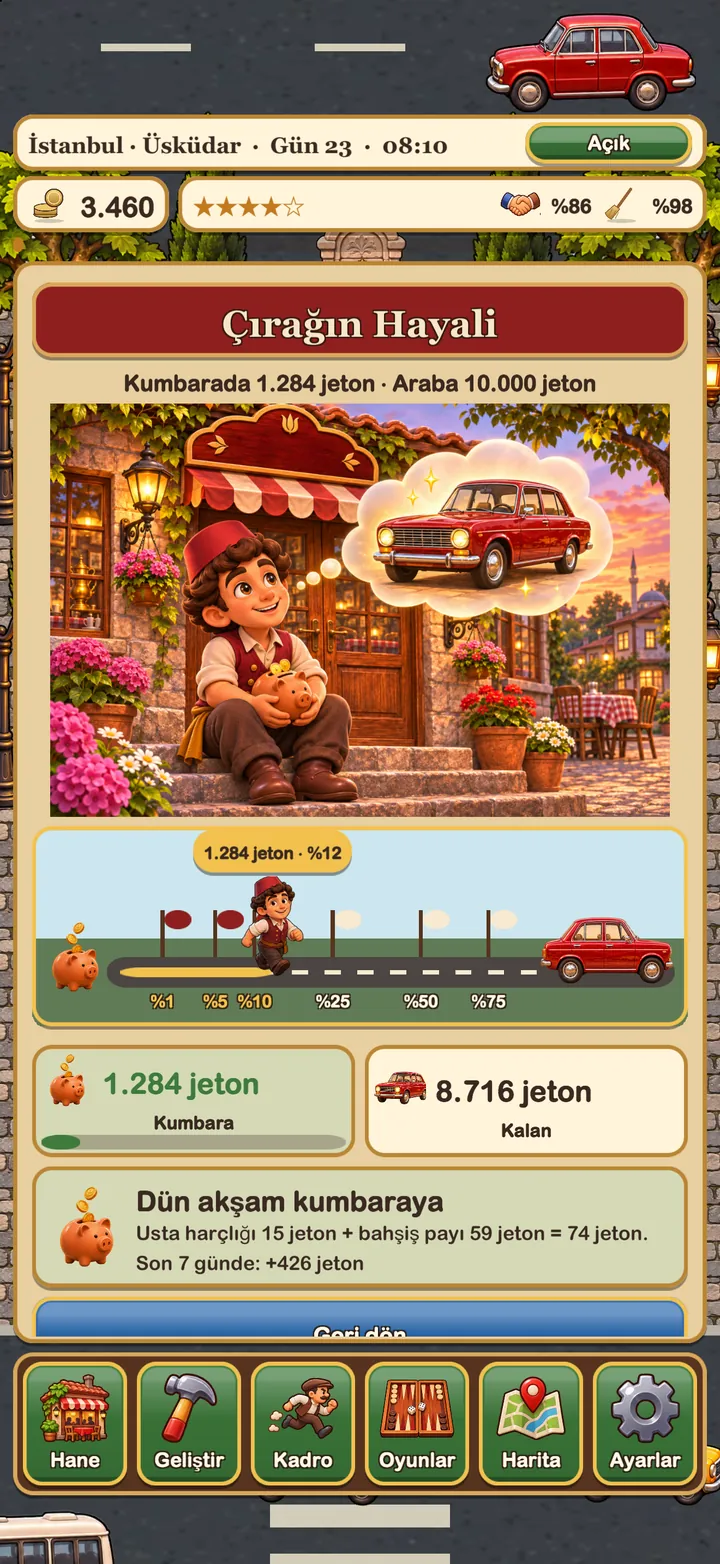 İstanbul · Üsküdar · Gün 23 · 08:10
Açık
3.460
★★★★☆
%86
%98
Çırağın Hayali
Kumbarada 1.284 jeton · Araba 10.000 jeton
1.284 jeton · %12
%1 %5 %10 %25 %50 %75
1.284 jeton
Kumbara
8.716 jeton
Kalan
Dün akşam kumbaraya
Usta harçlığı 15 jeton + bahşiş payı 59 jeton = 74 jeton.
Son 7 günde: +426 jeton
Geri dön
Hane
Geliştir
Kadro
Oyunlar
Harita
Ayarlar